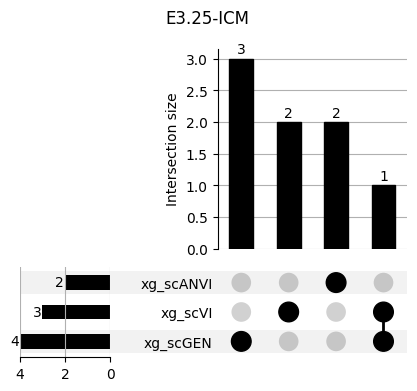 E3.25-ICM
3
3.0
2.5
2 2
2.0
1.5
1
1.0
0.5
0.0
Intersection size
2 xg_scANVI
3 xg_scVI
4 xg_scGEN
4 2 0